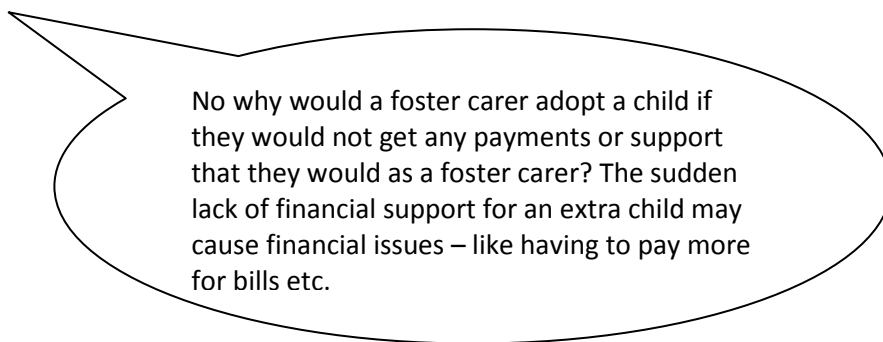 No why would a foster carer adopt a child if
they would not get any payments or support
that they would as a foster carer? The sudden
lack of financial support for an extra child may
cause financial issues – like having to pay more
for bills etc.